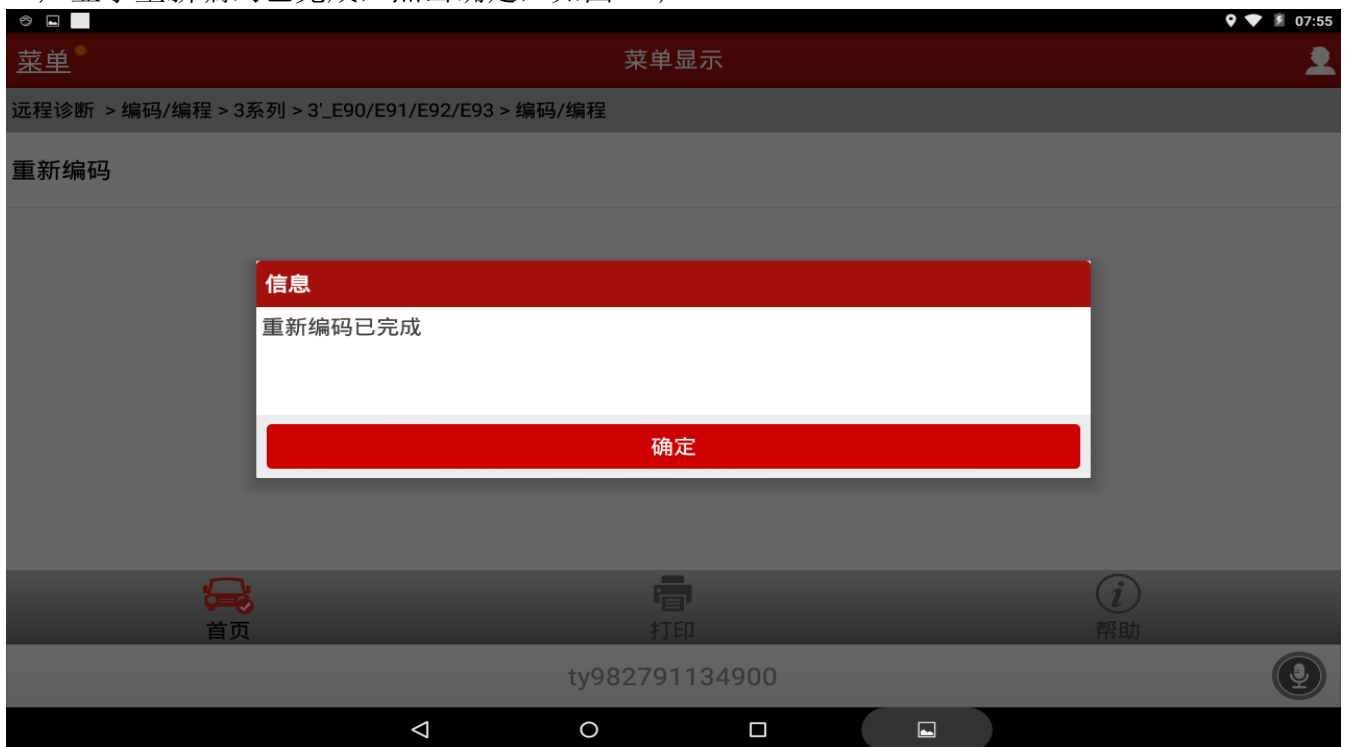 07:55
菜单
菜单显示
远程诊断 > 编码/编程 > 3系列 > 3'_E90/E91/E92/E93 > 编码/编程
重新编码
信息
重新编码已完成
确定
首页
打印
帮助
ty982791134900